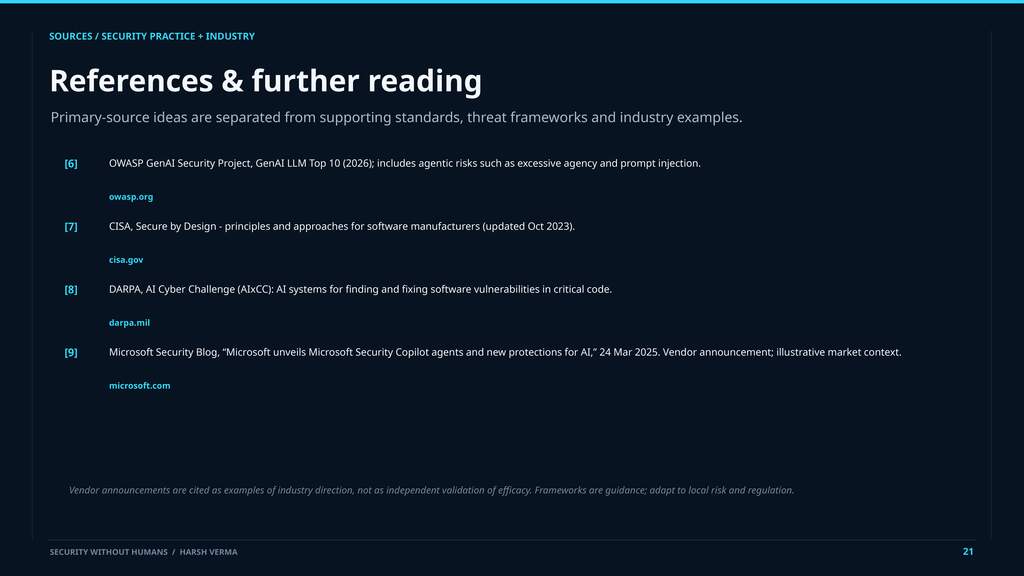 SOURCES / SECURITY PRACTICE + INDUSTRY
References & further reading
Primary-source ideas are separated from supporting standards, threat frameworks and industry examples.
[6] OWASP GenAI Security Project, GenAI LLM Top 10 (2026); includes agentic risks such as excessive agency and prompt injection.
owasp.org
[7] CISA, Secure by Design - principles and approaches for software manufacturers (updated Oct 2023).
cisa.gov
[8] DARPA, AI Cyber Challenge (AIxCC): AI systems for finding and fixing software vulnerabilities in critical code.
darpa.mil
[9] Microsoft Security Blog, “Microsoft unveils Microsoft Security Copilot agents and new protections for AI,” 24 Mar 2025. Vendor announcement; illustrative market context.
microsoft.com
Vendor announcements are cited as examples of industry direction, not as independent validation of efficacy. Frameworks are guidance; adapt to local risk and regulation.
SECURITY WITHOUT HUMANS / HARSH VERMA
21